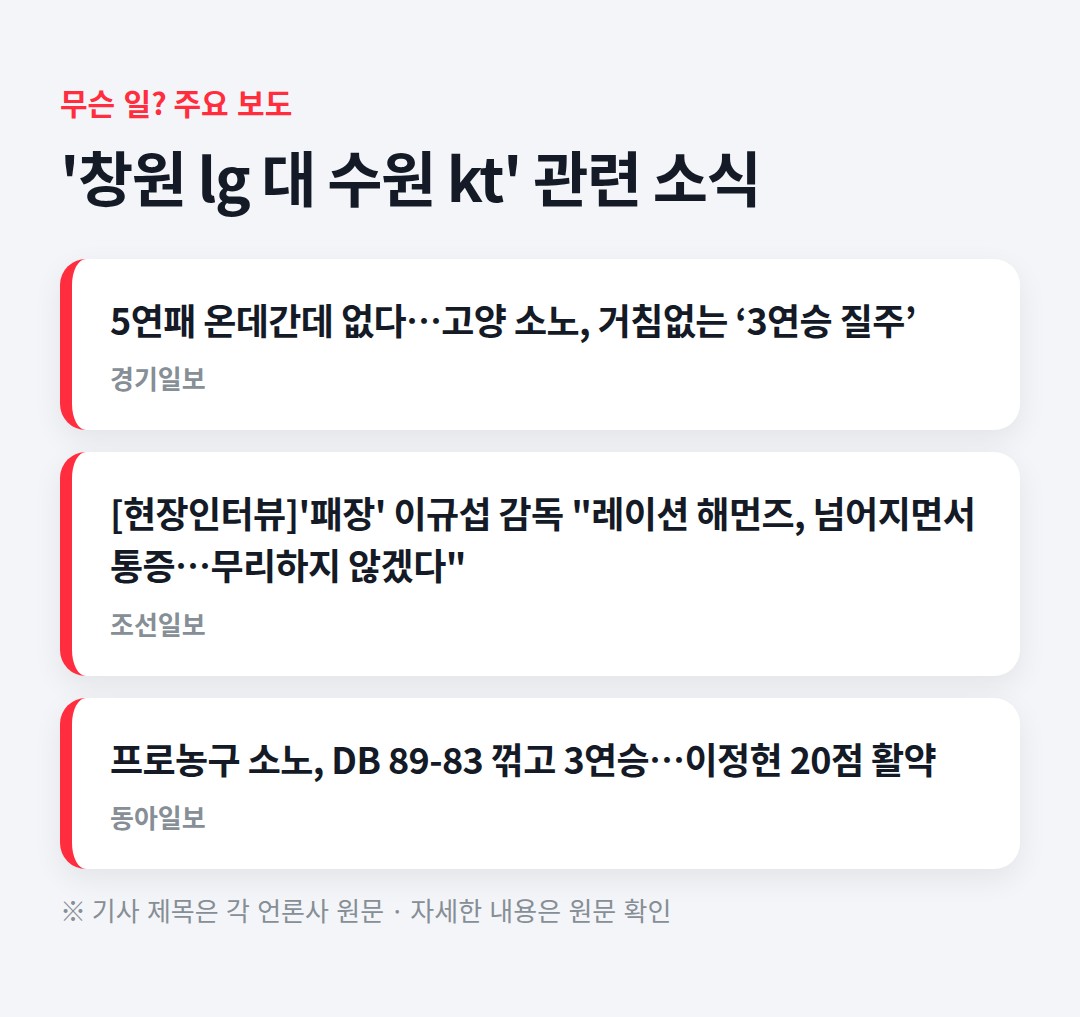 무슨 일? 주요 보도
'창원 lg 대 수원 kt' 관련 소식
5연패 온데간데 없다…고양 소노, 거침없는 ‘3연승 질주’
경기일보
[현장인터뷰]'패장' 이규섭 감독 "레이션 해먼즈, 넘어지면서
통증…무리하지 않겠다"
조선일보
프로농구 소노, DB 89-83 꺾고 3연승…이정현 20점 활약
동아일보
※ 기사 제목은 각 언론사 원문 · 자세한 내용은 원문 확인